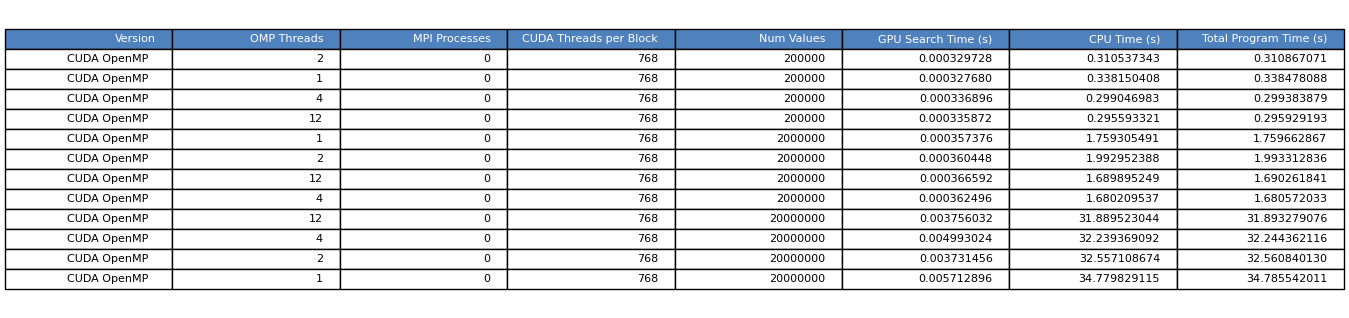 Version OMP Threads MPI Processes CUDA Threads per Block Num Values GPU Search Time (s) CPU Time (s) Total Program Time (s)
CUDA OpenMP 2 0 768 200000 0.000329728 0.310537343 0.310867071
CUDA OpenMP 1 0 768 200000 0.000327680 0.338150408 0.338478088
CUDA OpenMP 4 0 768 200000 0.000336896 0.299046983 0.299383879
CUDA OpenMP 12 0 768 200000 0.000335872 0.295593321 0.295929193
CUDA OpenMP 1 0 768 2000000 0.000357376 1.759305491 1.759662867
CUDA OpenMP 2 0 768 2000000 0.000360448 1.992952388 1.993312836
CUDA OpenMP 12 0 768 2000000 0.000366592 1.689895249 1.690261841
CUDA OpenMP 4 0 768 2000000 0.000362496 1.680209537 1.680572033
CUDA OpenMP 12 0 768 20000000 0.003756032 31.889523044 31.893279076
CUDA OpenMP 4 0 768 20000000 0.004993024 32.239369092 32.244362116
CUDA OpenMP 2 0 768 20000000 0.003731456 32.557108674 32.560840130
CUDA OpenMP 1 0 768 20000000 0.005712896 34.779829115 34.785542011